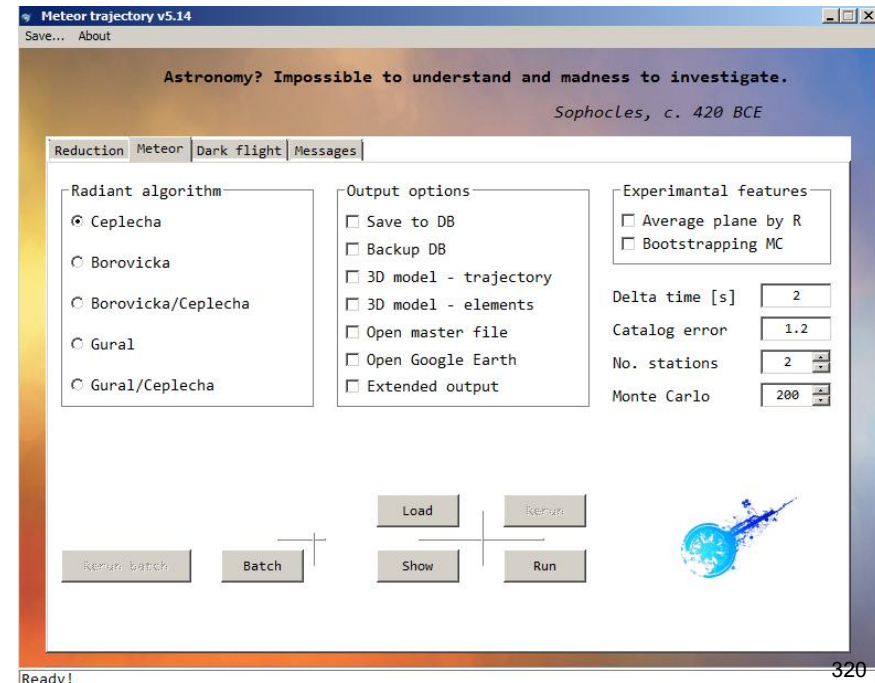 Meteor trajectory v5.14
Save... About
Astronomy? Impossible to understand and madness to investigate.
Sophocles, c. 420 BCE
Reduction Meteor Dark flight Messages
Radiant algorithm
Ceplecha
Borovicka
Borovicka/Ceplecha
Gural
Gural/Ceplecha
Output options
Save to DB
Backup DB
3D model - trajectory
3D model - elements
Open master file
Open Google Earth
Extended output
Experimantal features
Average plane by R
Bootstrapping MC
Delta time [s] 2
Catalog error 1.2
No. stations 2
Monte Carlo 200
Load Rerun
Rerun batch Batch Show Run
Ready!
320